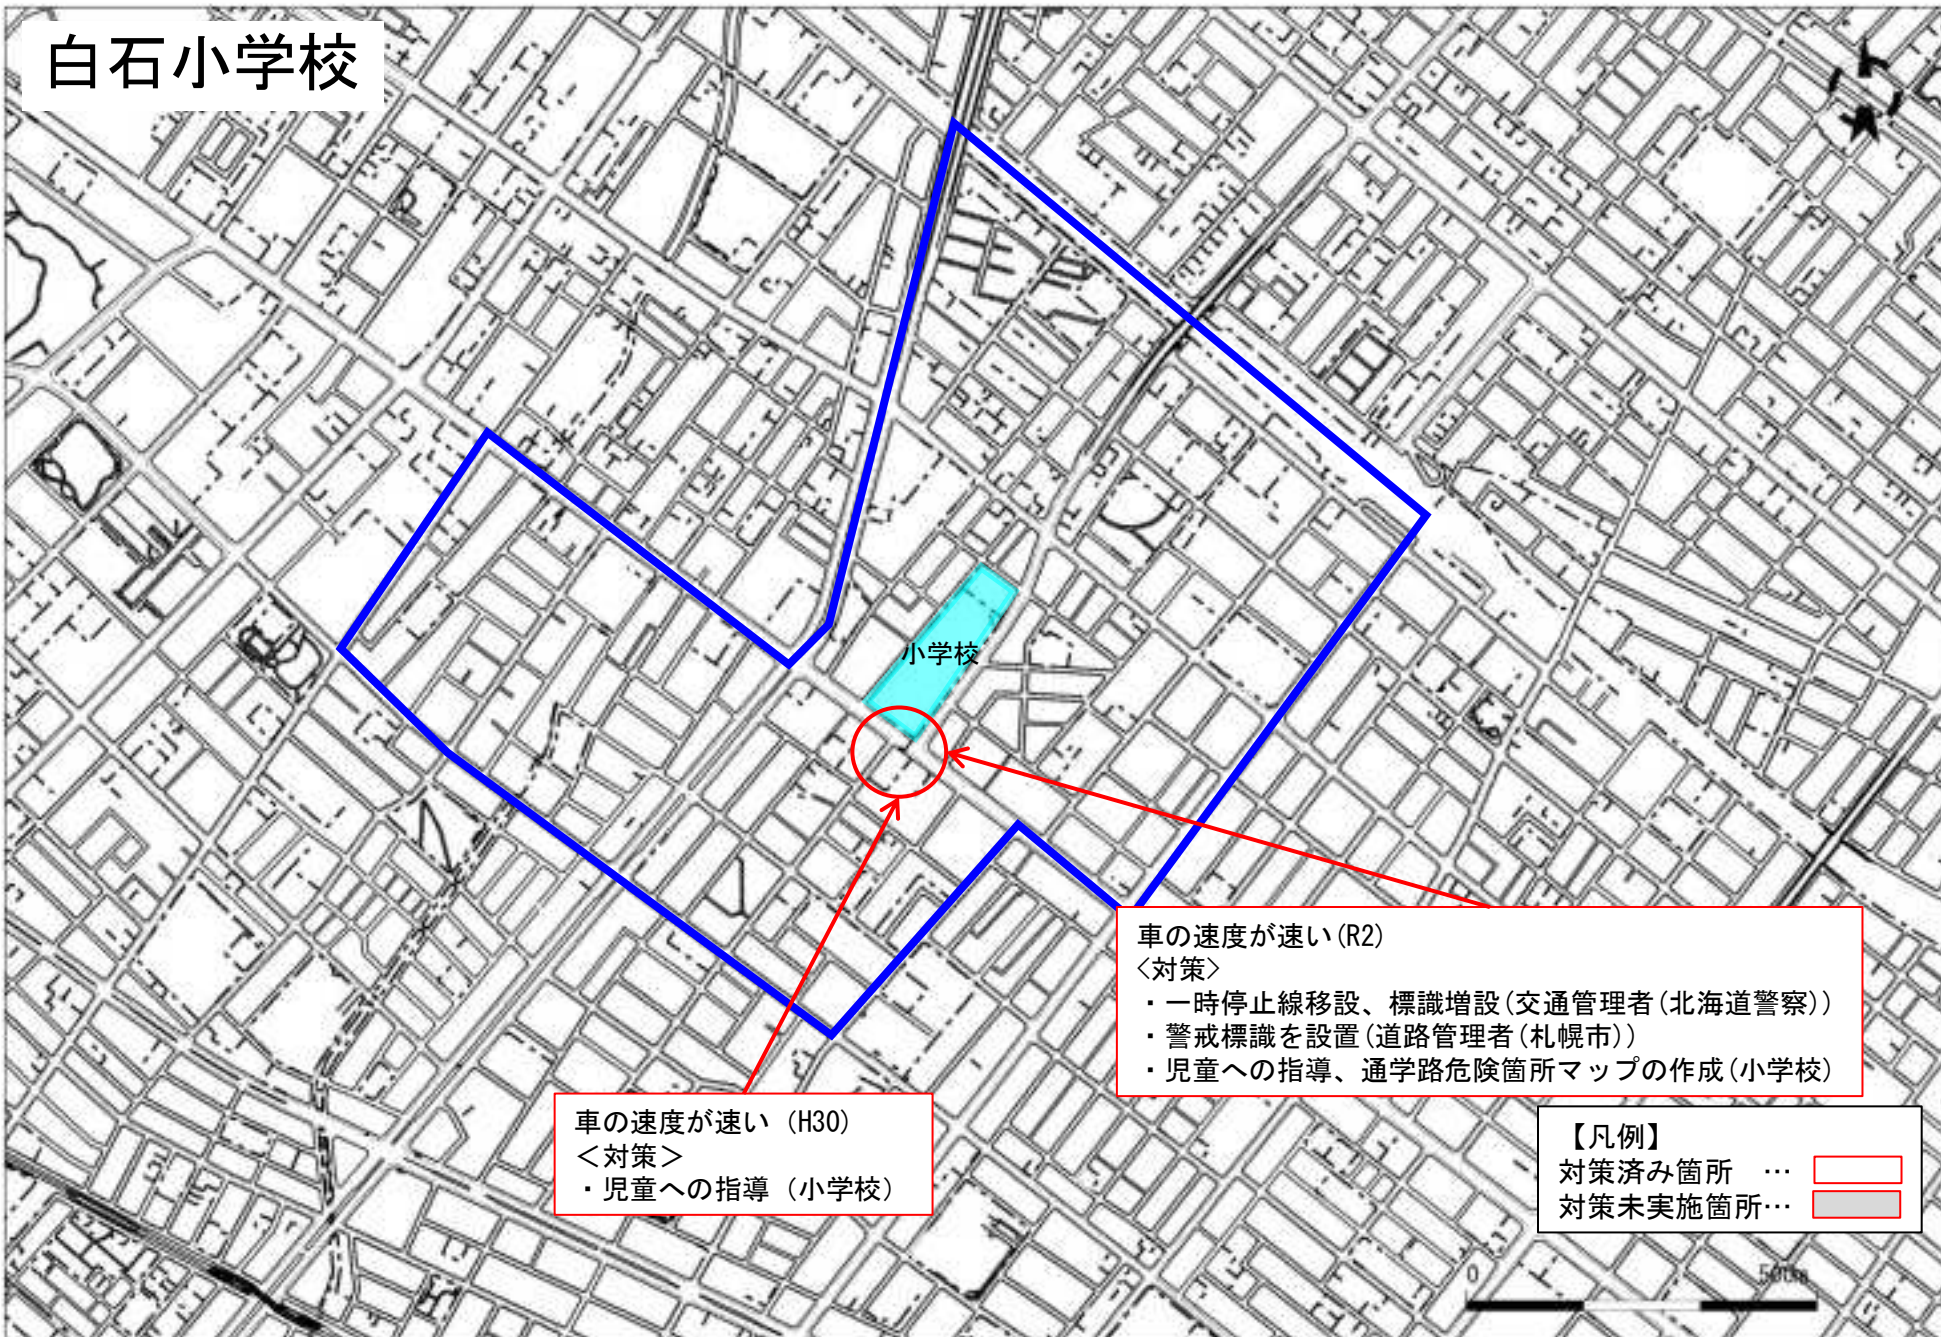 白石小学校
小学校
車の速度が速い(R2)
<対策>
・一時停止線移設、標識増設(交通管理者(北海道警察))
・警戒標識を設置(道路管理者(札幌市))
・児童への指導、通学路危険箇所マップの作成(小学校)
車の速度が速い（H30）
＜対策＞
・児童への指導（小学校）
【凡例】
対策済み箇所　…
対策未実施箇所…
0
500m